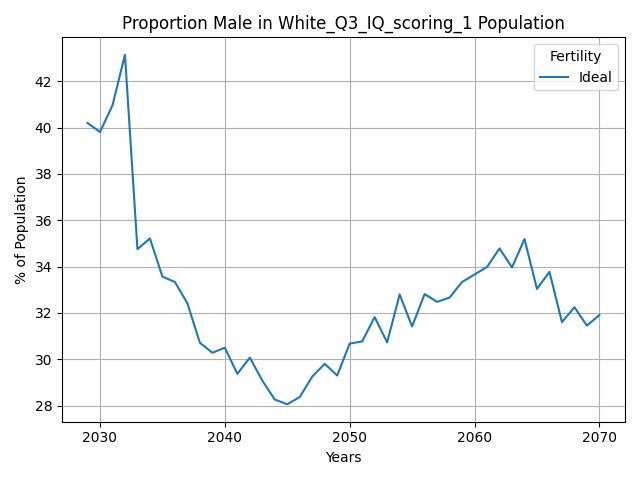 Proportion Male in White_Q3_IQ_scoring_1 Population
Fertility
Ideal
% of Population
42
40
38
36
34
32
30
28
2030 2040 2050 2060 2070
Years